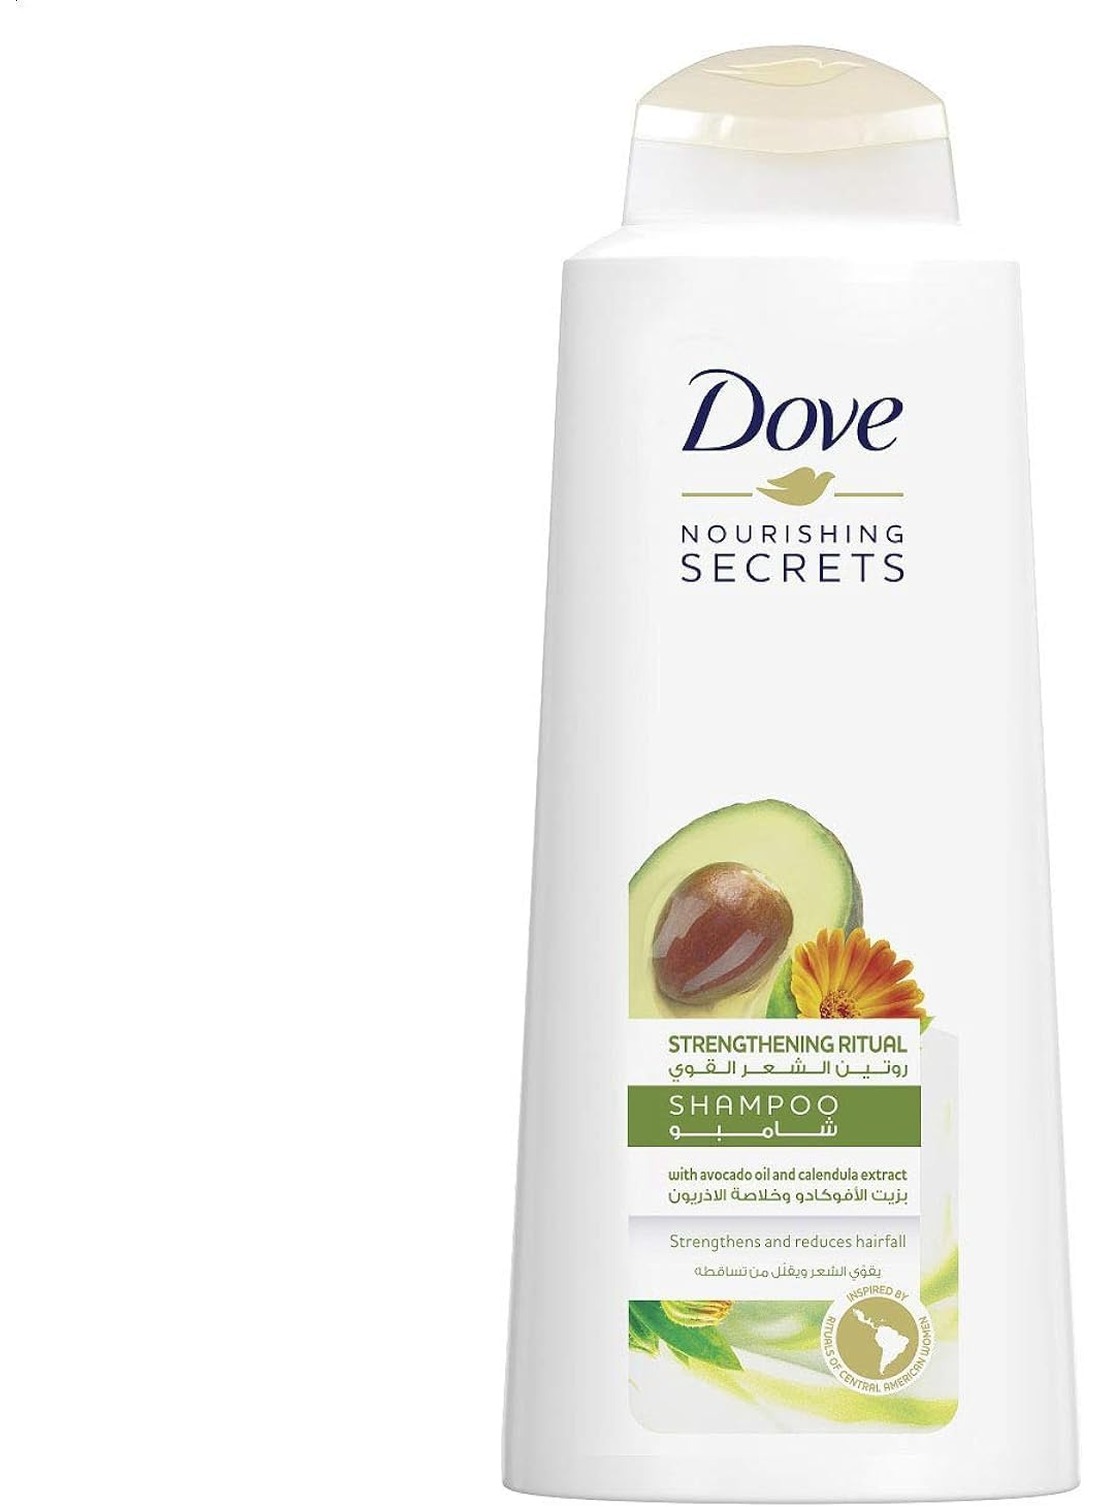 Dove
NOURISHING
SECRETS
STRENGTHENING RITUAL
روتين الشعر القوي
SHAMPOO
شامبو
with avocado oil and calendula extract
بزيت الأفوكادو وخلاصة الاذريون
Strengthens and reduces hairfall
يقوّي الشعر ويقلّل من تساقطه
INSPIRED BY
RITUALS OF CENTRAL AMERICAN WOMEN